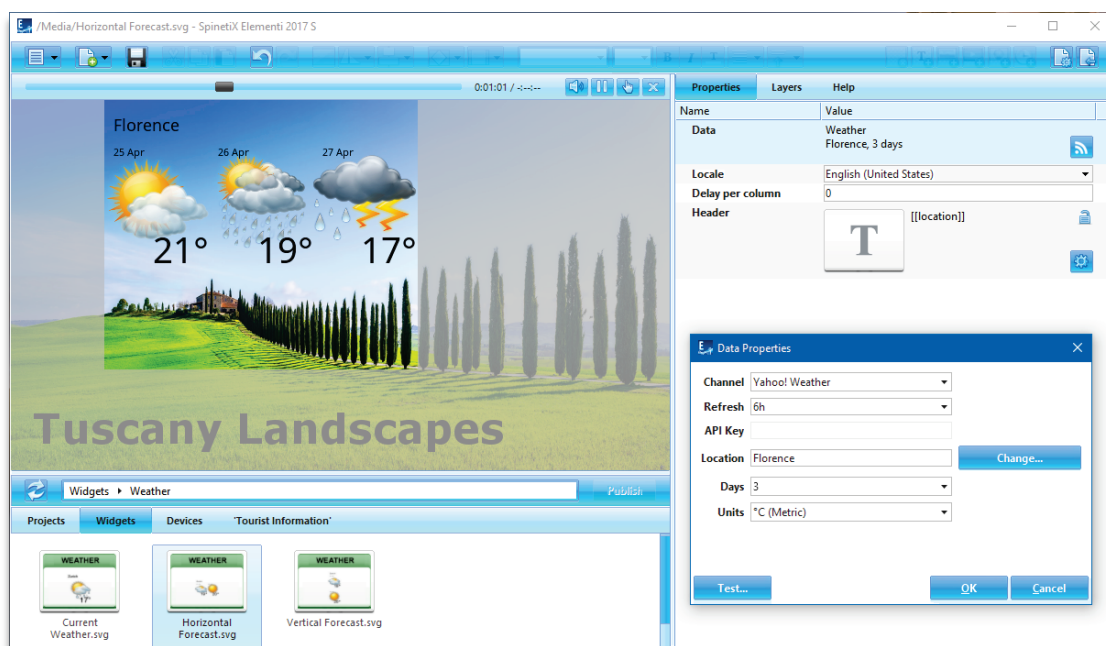 /Media/Horizontal Forecast.svg - SpinetiX Elementi 2017 S
0:01:01 / -:--:--
Florence
25 Apr 26 Apr 27 Apr
21° 19° 17°
Tuscany Landscapes
Widgets Weather
Publish
Projects Widgets Devices 'Tourist Information'
WEATHER WEATHER WEATHER
17°
Current Weather.svg
Horizontal Forecast.svg
Vertical Forecast.svg
Properties Layers Help
Name Value
Data Weather
Florence, 3 days
Locale English (United States)
Delay per column 0
Header [[location]]
T
Data Properties
Channel Yahoo! Weather
Refresh 6h
API Key
Location Florence Change...
Days 3
Units °C (Metric)
Test... OK Cancel